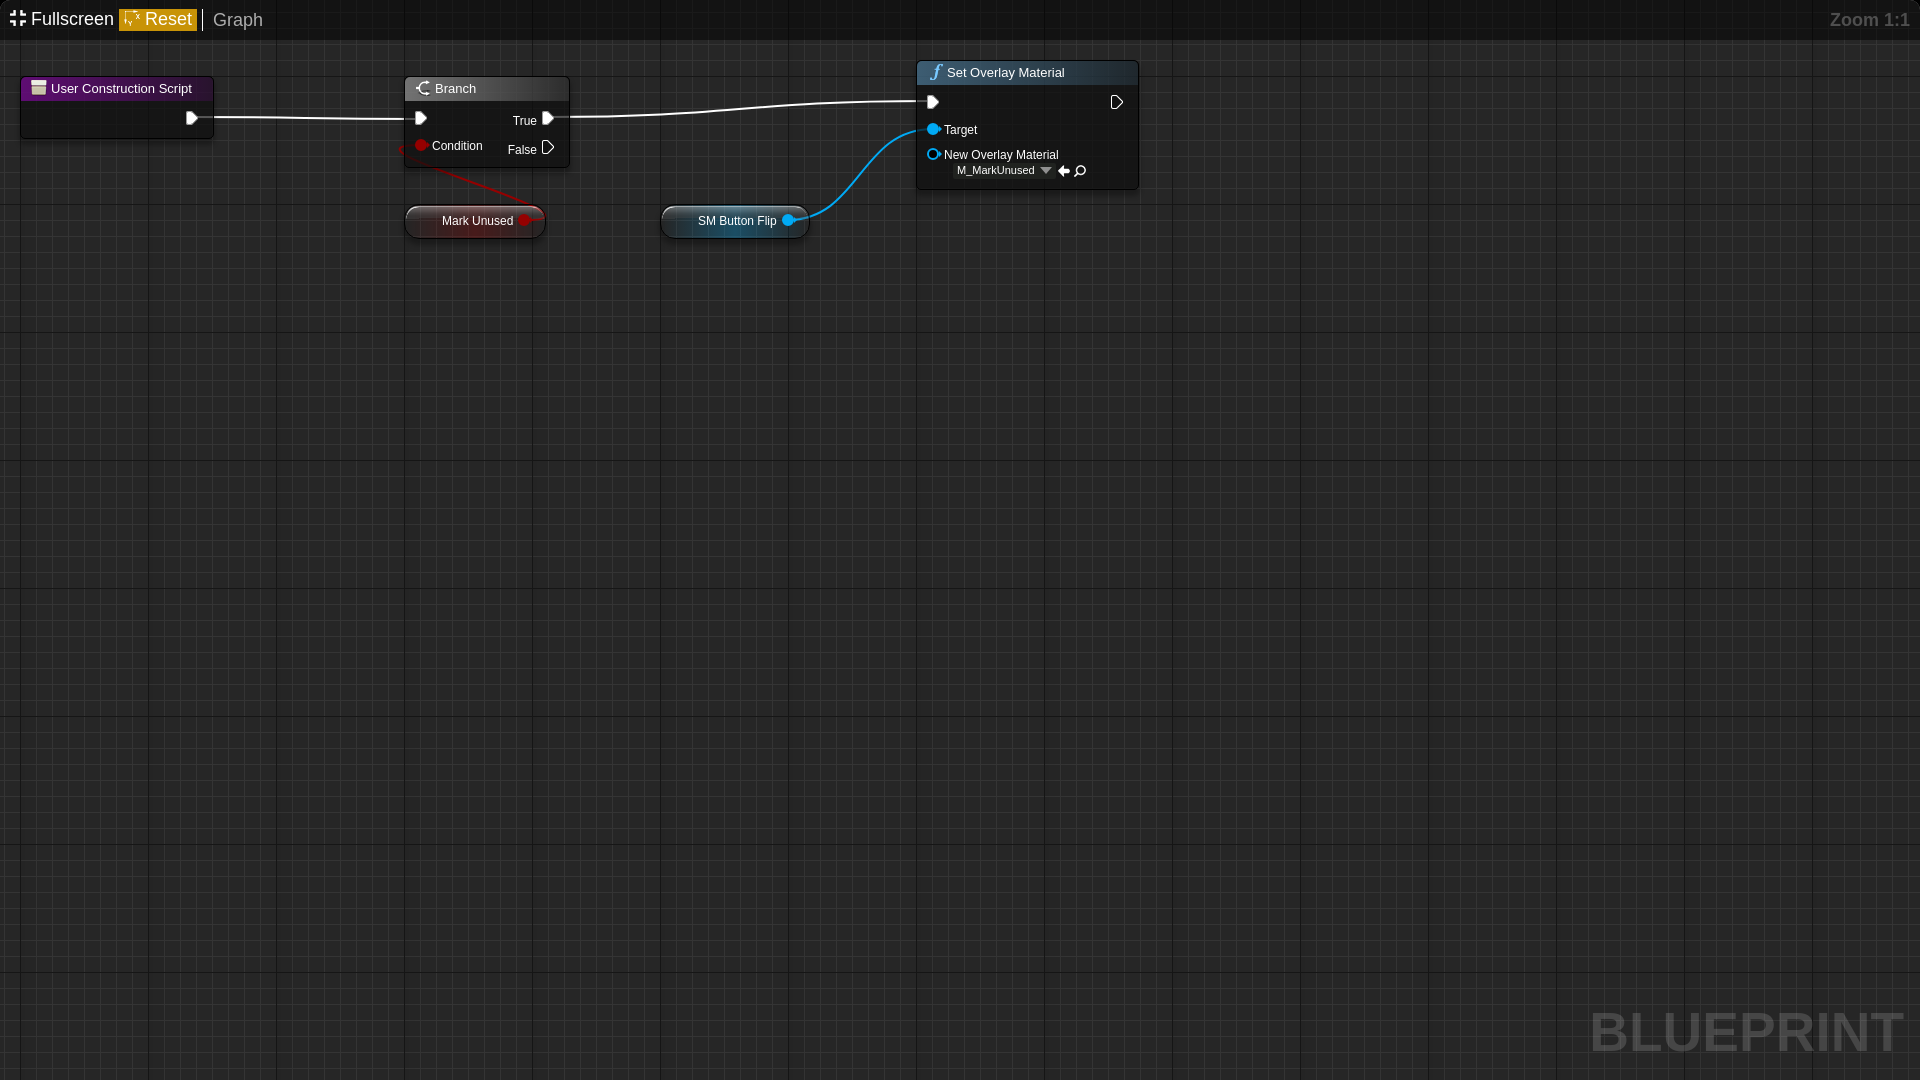 Fullscreen Reset Graph
Zoom 1:1
User Construction Script
Branch
True
Condition
False
Mark Unused
SM Button Flip
Set Overlay Material
Target
New Overlay Material
M_MarkUnused
BLUEPRINT